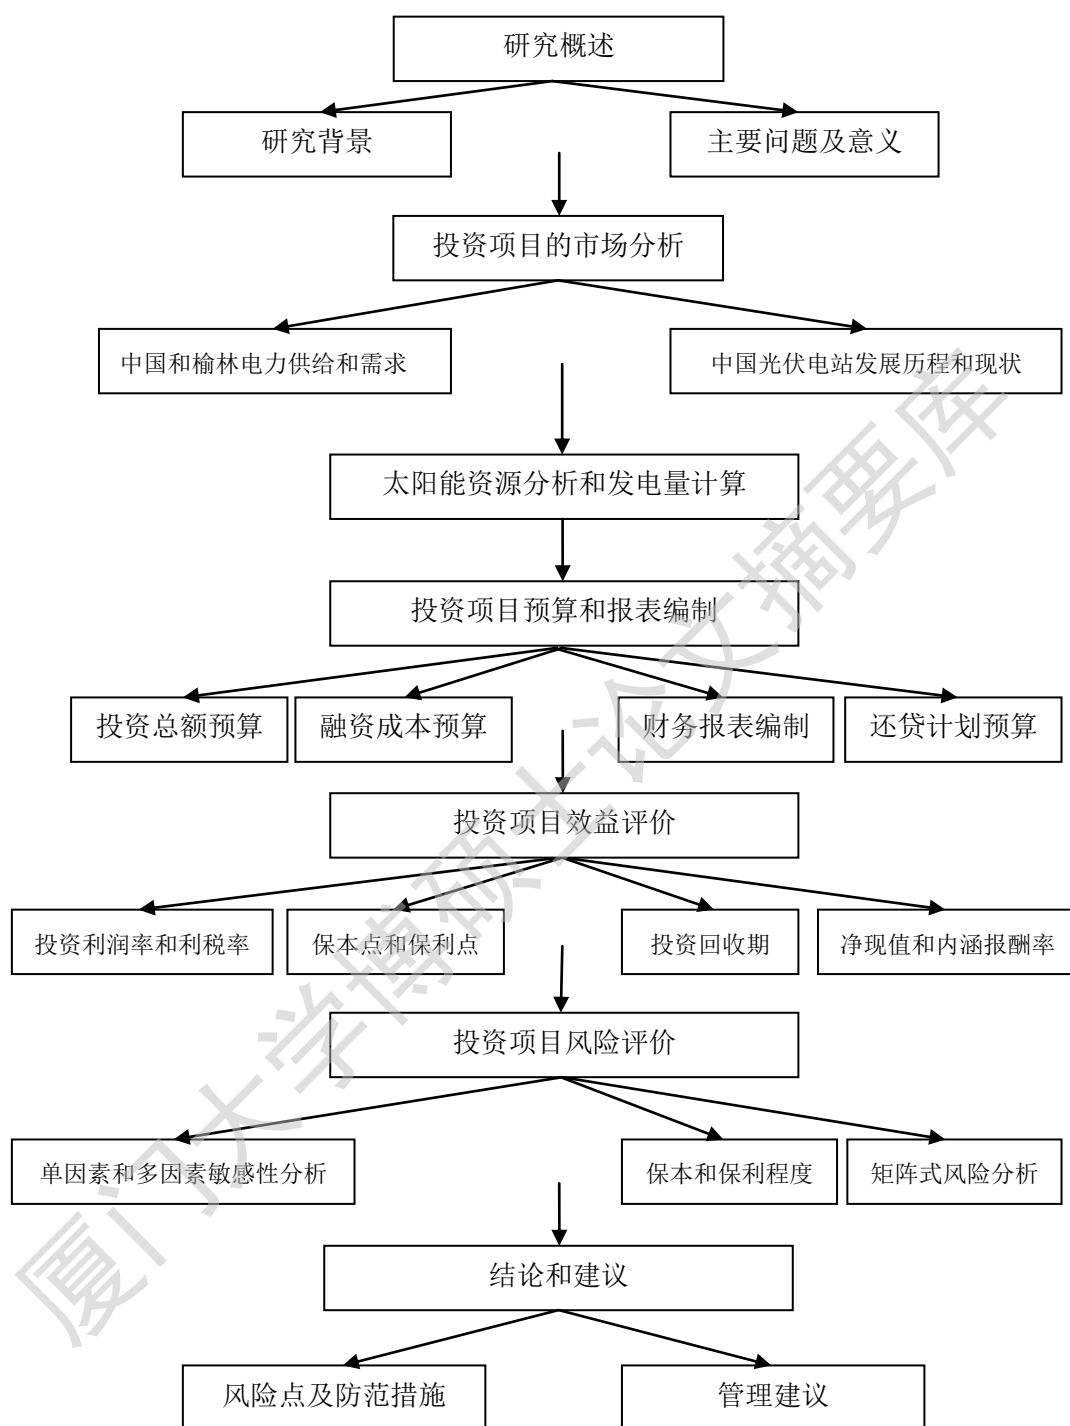 研究概述
研究背景
主要问题及意义
投资项目的市场分析
中国和榆林电力供给和需求
中国光伏电站发展历程和现状
太阳能资源分析和发电量计算
投资项目预算和报表编制
投资总额预算
融资成本预算
财务报表编制
还贷计划预算
投资项目效益评价
投资利润率和利税率
保本点和保利点
投资回收期
净现值和内涵报酬率
投资项目风险评价
单因素和多因素敏感性分析
保本和保利程度
矩阵式风险分析
结论和建议
风险点及防范措施
管理建议
厦门大学博硕士论文摘要库